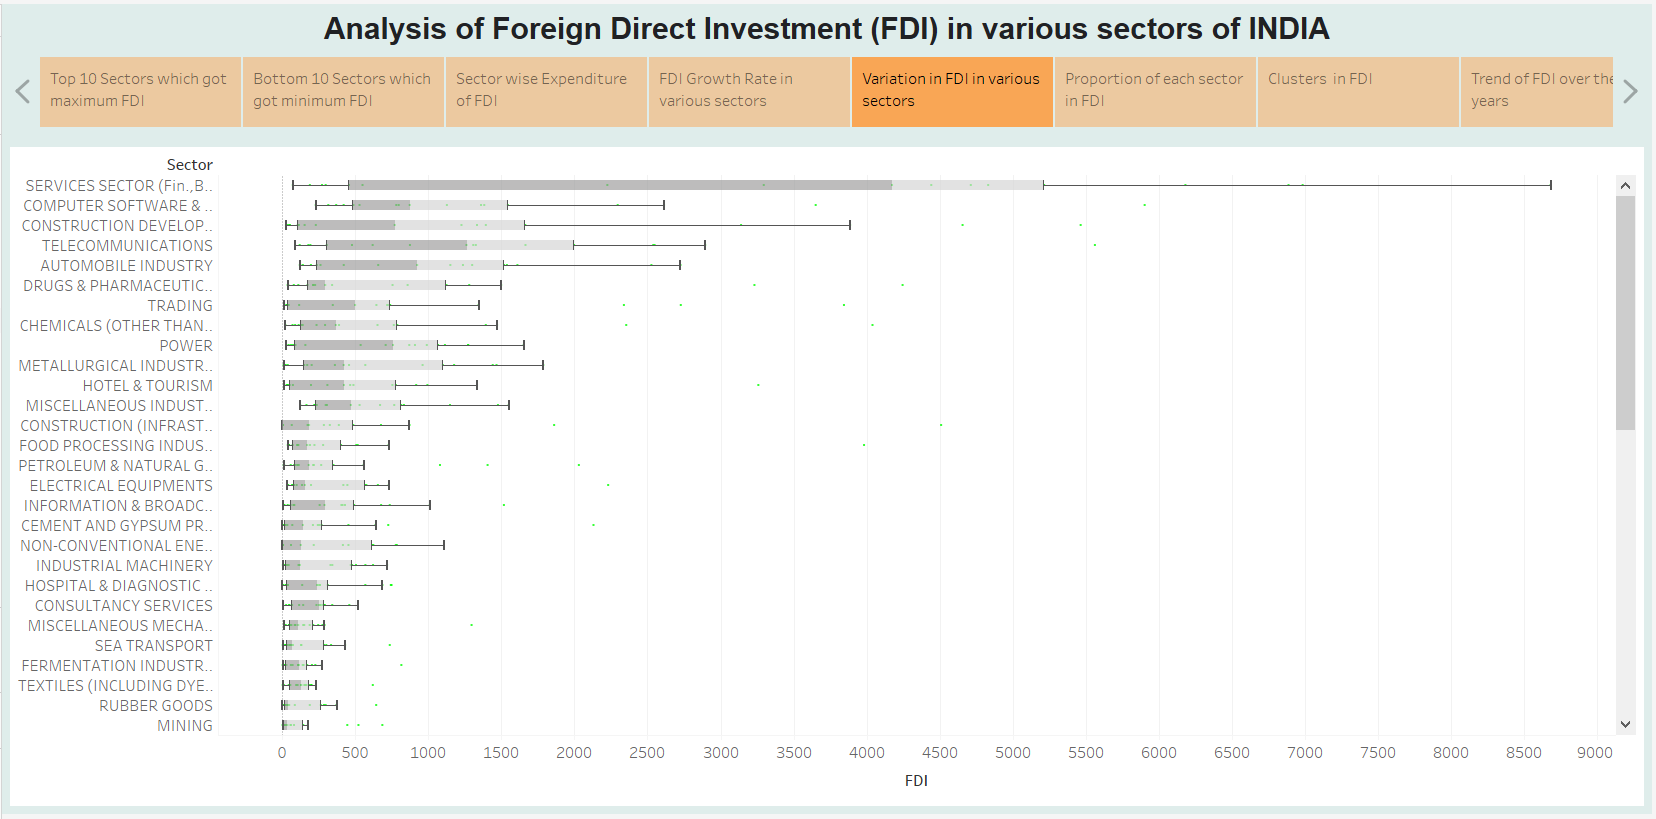 Analysis of Foreign Direct Investment (FDI) in various sectors of INDIA
Top 10 Sectors which got
maximum FDI
Bottom 10 Sectors which
got minimum FDI
Sector wise Expenditure
of FDI
FDI Growth Rate in
various sectors
Variation in FDI in various
sectors
Proportion of each sector
in FDI
Clusters in FDI
Trend of FDI over the
years
Sector
SERVICES SECTOR (Fin.,B..
COMPUTER SOFTWARE & ..
CONSTRUCTION DEVELOP..
TELECOMMUNICATIONS
AUTOMOBILE INDUSTRY
DRUGS & PHARMACEUTIC..
TRADING
CHEMICALS (OTHER THAN..
POWER
METALLURGICAL INDUSTR..
HOTEL & TOURISM
MISCELLANEOUS INDUST..
CONSTRUCTION (INFRAST..
FOOD PROCESSING INDUS..
PETROLEUM & NATURAL G..
ELECTRICAL EQUIPMENTS
INFORMATION & BROADC..
CEMENT AND GYPSUM PR..
NON-CONVENTIONAL ENE..
INDUSTRIAL MACHINERY
HOSPITAL & DIAGNOSTIC ..
CONSULTANCY SERVICES
MISCELLANEOUS MECHA..
SEA TRANSPORT
FERMENTATION INDUSTR..
TEXTILES (INCLUDING DYE..
RUBBER GOODS
MINING
0 500 1000 1500 2000 2500 3000 3500 4000 4500 5000 5500 6000 6500 7000 7500 8000 8500 9000
FDI